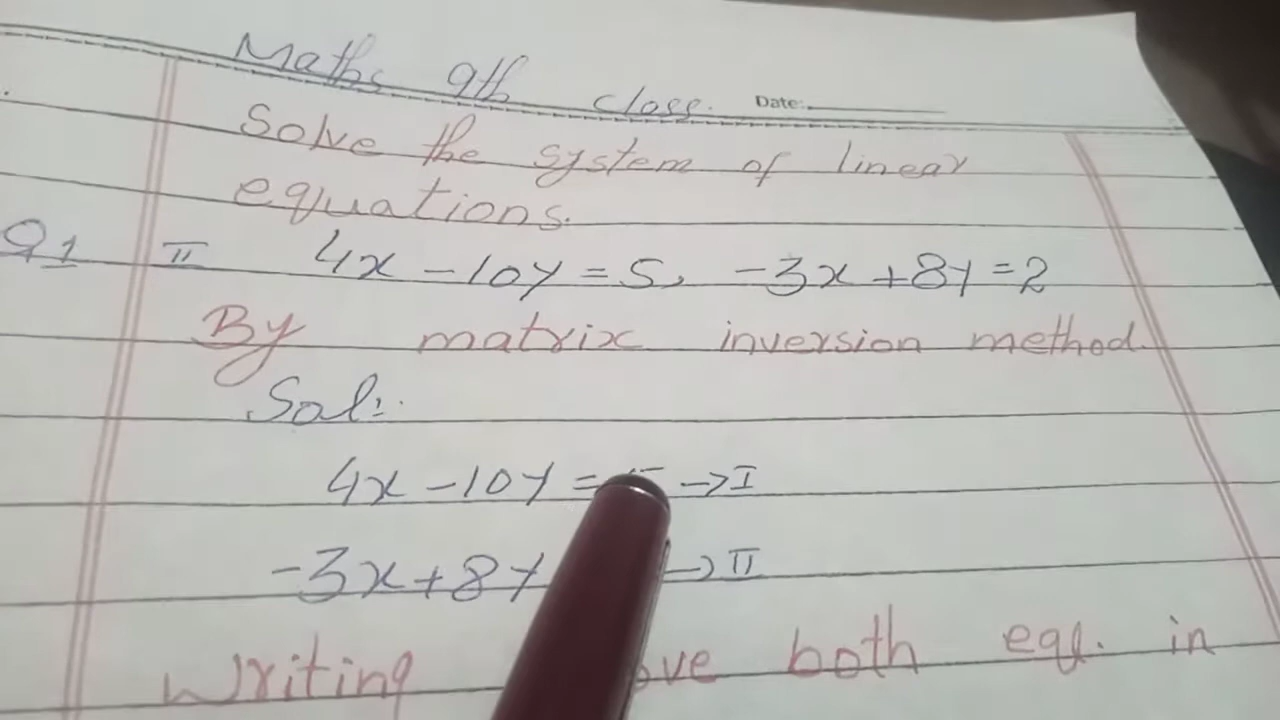 Maths 9th class. Date:
Solve the system of linear
equations.
Q1 II 4x - 10y = 5, -3x + 8y = 2
By matrix inversion method.
Sol:.
4x - 10y = → I
-3x + 8y → II
Writing both eq. in